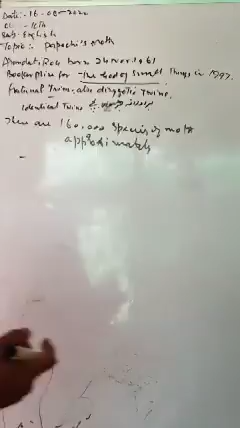 Date:- 16-08-2022
Cl - 10th
Sub:- English
Topic:- papachi's moth
Roy born 24 Nov 1961
Booker prize for - The God of Small Things in 1997.
Fraternal Twins:- also dizygotic Twins.
Identical Twins
There are 160,000 Species of moth
approximately